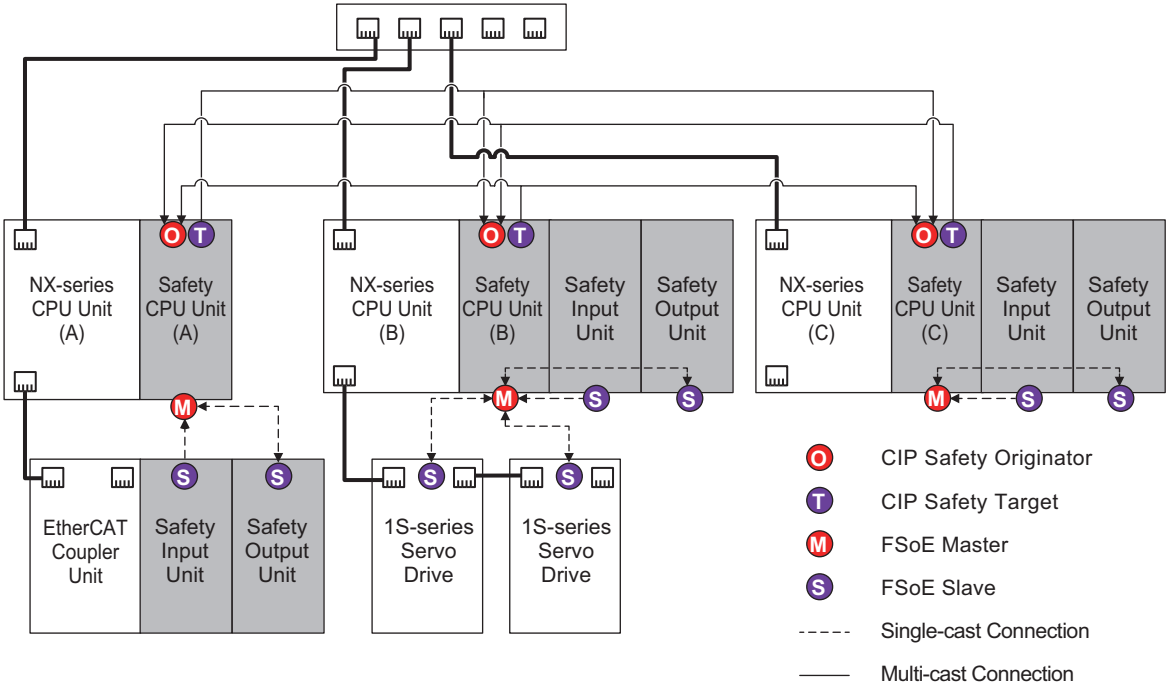 O T
O T
O T
NX-series
CPU Unit
(A)
Safety
CPU Unit
(A)
NX-series
CPU Unit
(B)
Safety
CPU Unit
(B)
Safety
Input
Unit
Safety
Output
Unit
NX-series
CPU Unit
(C)
Safety
CPU Unit
(C)
Safety
Input
Unit
Safety
Output
Unit
M
M S S
M S S
S S
S S
EtherCAT
Coupler
Unit
Safety
Input
Unit
Safety
Output
Unit
1S-series
Servo
Drive
1S-series
Servo
Drive
O CIP Safety Originator
T CIP Safety Target
M FSoE Master
S FSoE Slave
Single-cast Connection
Multi-cast Connection